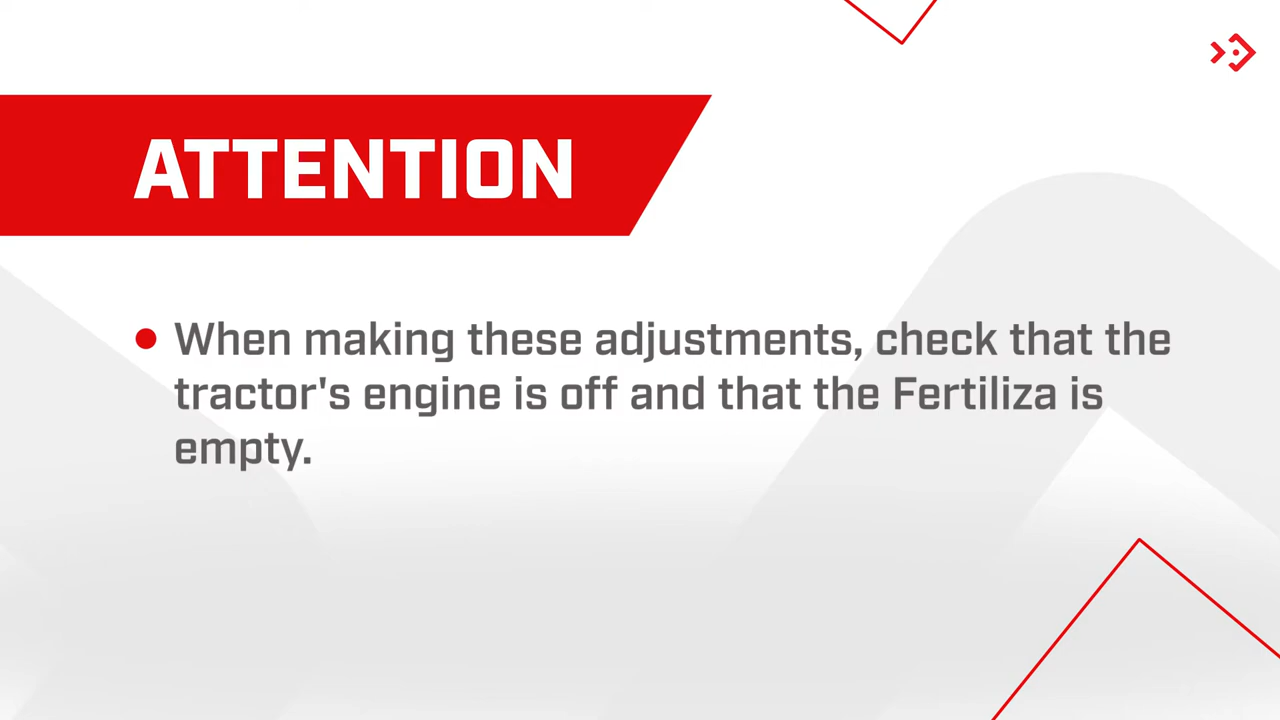 ATTENTION
When making these adjustments, check that the
tractor's engine is off and that the Fertiliza is
empty.